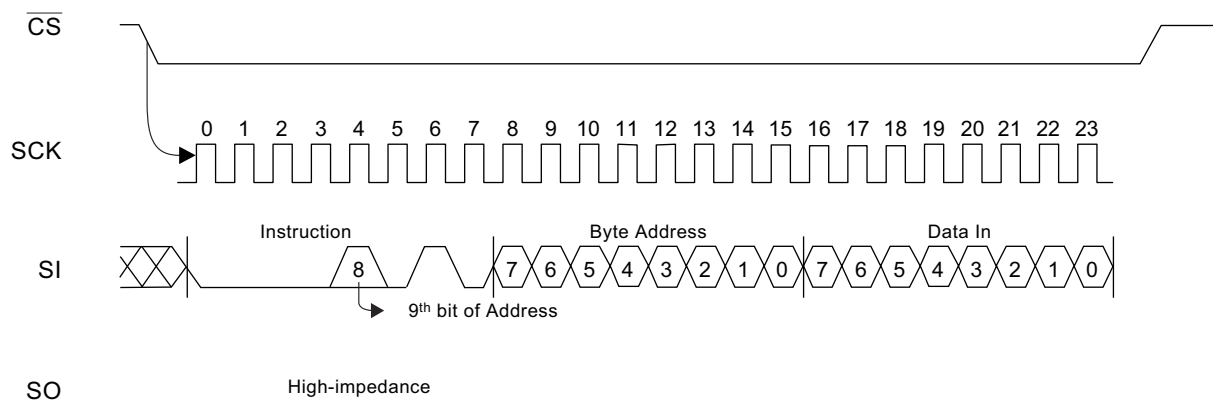 CS
SCK
0 1 2 3 4 5 6 7 8 9 10 11 12 13 14 15 16 17 18 19 20 21 22 23
Instruction Byte Address Data In
SI
8 7 6 5 4 3 2 1 0 7 6 5 4 3 2 1 0
9th bit of Address
SO
High-impedance